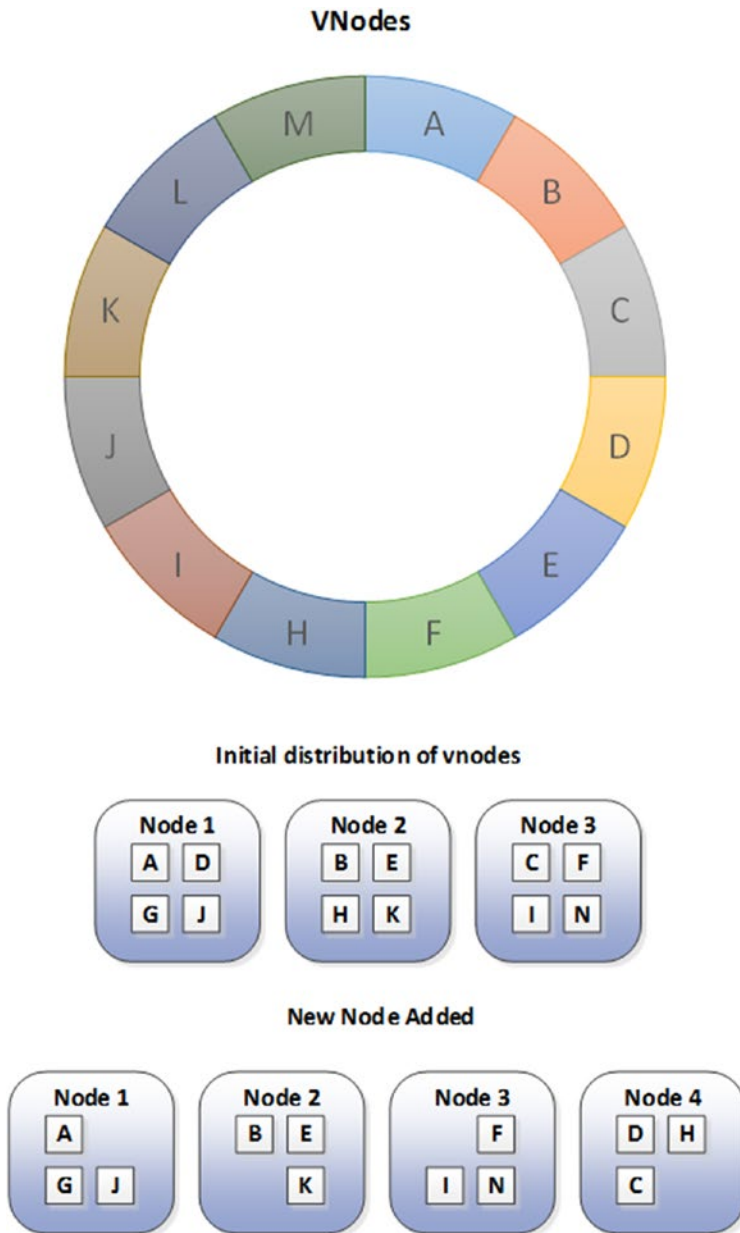 VNodes
M A
L B
K C
J D
I E
H F
Initial distribution of vnodes
Node 1 Node 2 Node 3
A D B E C F
G J H K I N
New Node Added
Node 1 Node 2 Node 3 Node 4
A B E F D H
G J K I N C